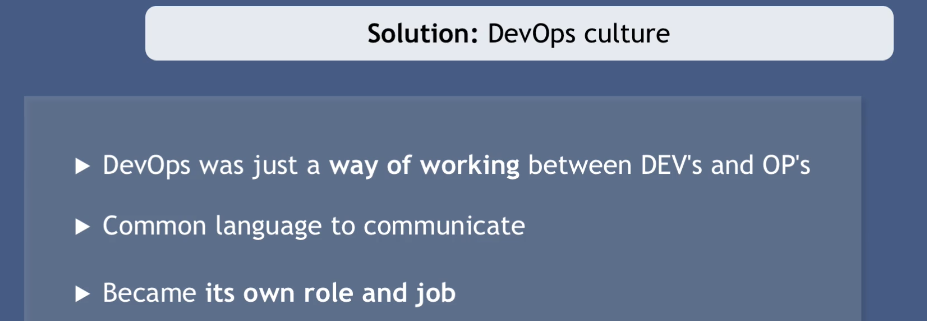 Solution: DevOps culture
▶ DevOps was just a way of working between DEV's and OP's
▶ Common language to communicate
▶ Became its own role and job